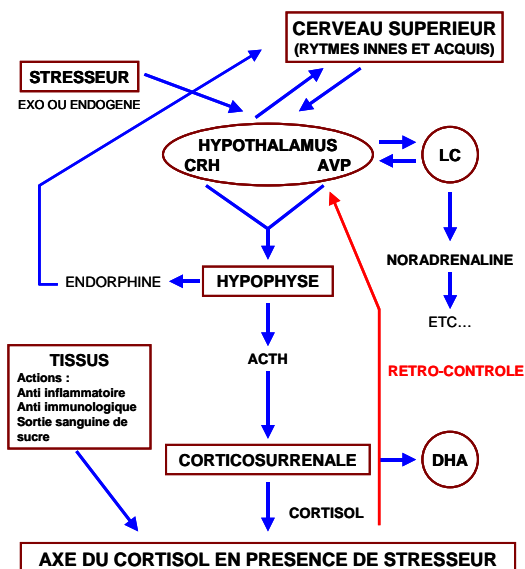 CERVEAU SUPERIEUR
(RYTMES INNES ET ACQUIS)
STRESSEUR
EXO OU ENDOGENE
HYPOTHALAMUS
CRH AVP
LC
NORADRENALINE
ENDORPHINE
HYPOPHYSE
ETC...
ACTH
TISSUS
Actions :
Anti inflammatoire
Anti immunologique
Sortie sanguine de
sucre
RETRO-CONTROLE
CORTICOSURRENALE
DHA
CORTISOL
AXE DU CORTISOL EN PRESENCE DE STRESSEUR